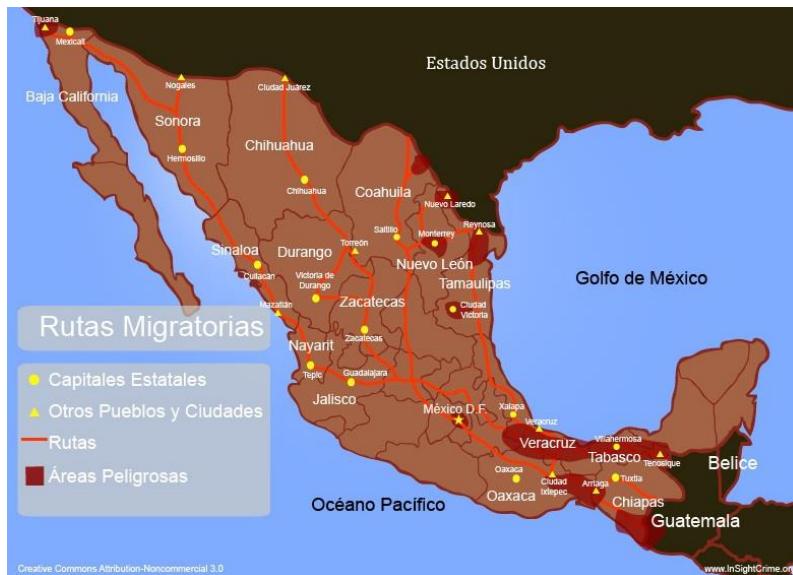 Tijuana
Mexicali
Estados Unidos
Nogales
Ciudad Juárez
Baja California
Sonora
Chihuahua
Hermosillo
Chihuahua
Coahuila
Nuevo Laredo
Sinaloa
Durango
Saltillo
Monterrey
Reynosa
Torreón
Nuevo León
Culiacán
Victoria de
Durango
Tamaulipas
Golfo de México
Mazatlán
Zacatecas
Ciudad
Victoria
Rutas Migratorias
Nayarit
Zacatecas
Tepic
Guadalajara
Capitales Estatales
Jalisco
Otros Pueblos y Ciudades
México D.F.
Xalapa
Veracruz
Rutas
Veracruz
Villahermosa
Tabasco
Tenosique
Belice
Áreas Peligrosas
Oaxaca
Oaxaca
Ciudad
Ixtepec
Arriaga
Tuxtla
Chiapas
Océano Pacífico
Guatemala
Creative Commons Attribution-Noncommercial 3.0
www.InSightCrime.org